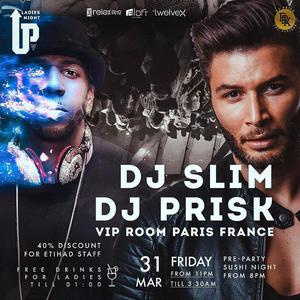 LADIES NIGHT
UP
relax
loft
twelvex
DJ SLIM
DJ PRISK
VIP ROOM PARIS FRANCE
40% DISCOUNT
FOR ETIHAD STAFF
FREE DRINKS
FOR LADIES
TILL 01:00
31
MAR
FRIDAY
FROM 11PM
TILL 3:30AM
PRE-PARTY
SUSHI NIGHT
FROM 8PM